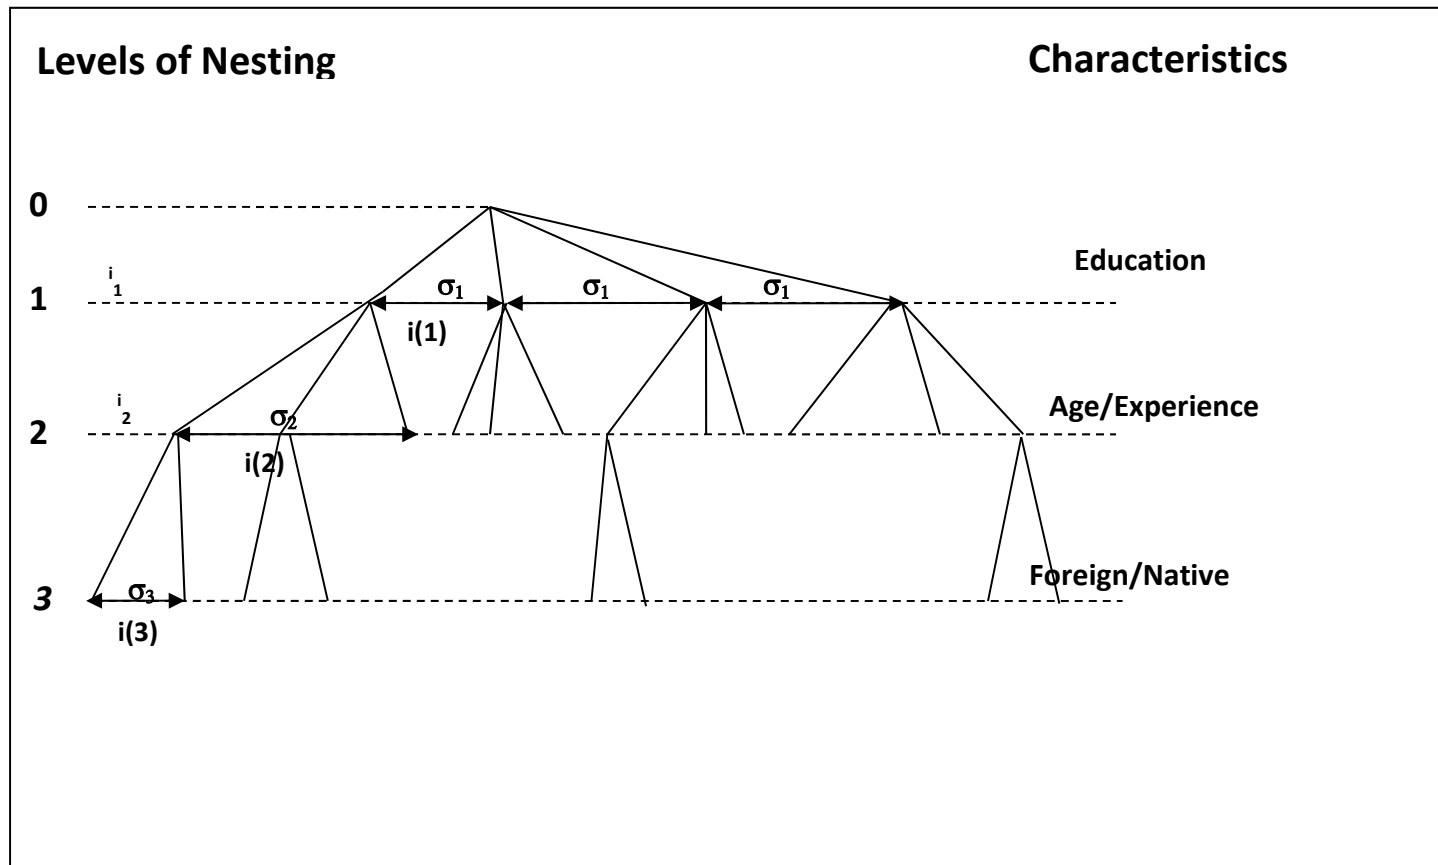 Levels of Nesting
Characteristics
0
Education
i
1
σ1 σ1 σ1
1
i(1)
i
2
Age/Experience
σ2
2
i(2)
Foreign/Native
σ3
3
i(3)